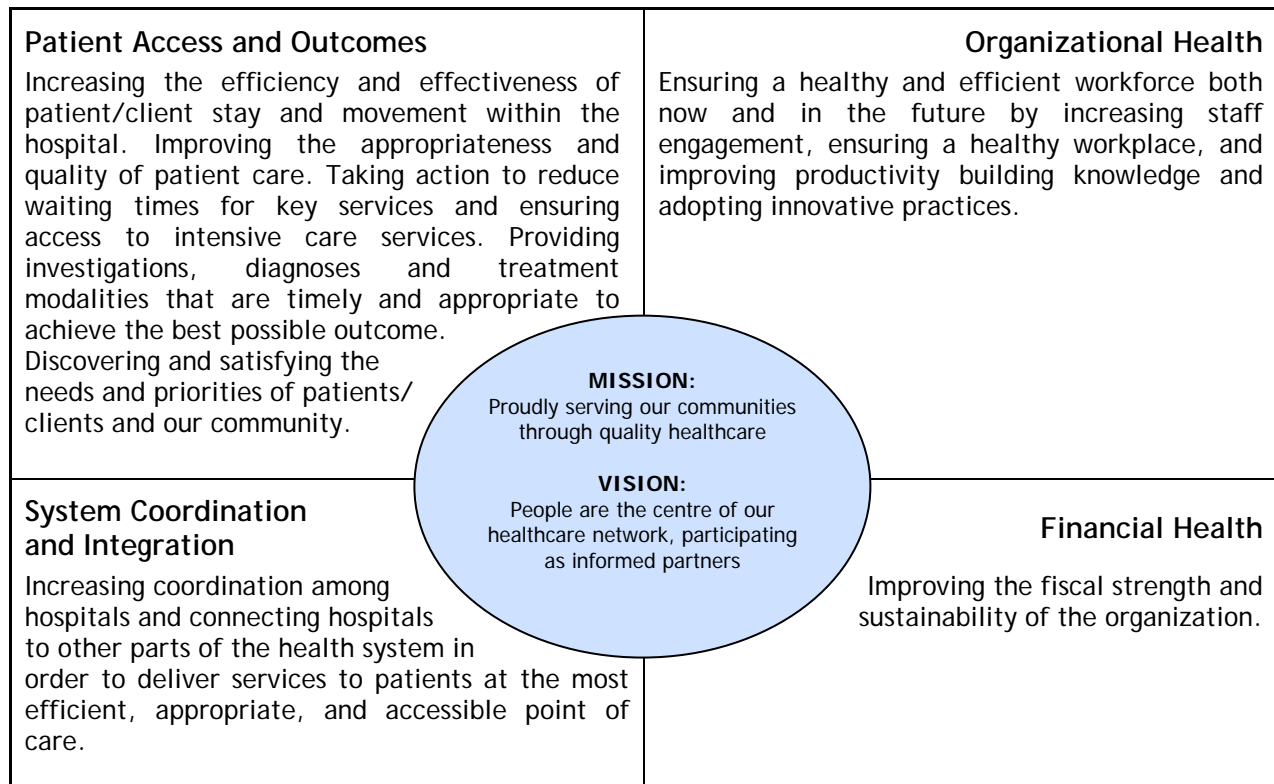 Patient Access and Outcomes
Increasing the efficiency and effectiveness of
patient/client stay and movement within the
hospital. Improving the appropriateness and
quality of patient care. Taking action to reduce
waiting times for key services and ensuring
access to intensive care services. Providing
investigations, diagnoses and treatment
modalities that are timely and appropriate to
achieve the best possible outcome.
Discovering and satisfying the
needs and priorities of patients/
clients and our community.
Organizational Health
Ensuring a healthy and efficient workforce both
now and in the future by increasing staff
engagement, ensuring a healthy workplace, and
improving productivity building knowledge and
adopting innovative practices.
MISSION:
Proudly serving our communities
through quality healthcare
VISION:
People are the centre of our
healthcare network, participating
as informed partners
System Coordination
and Integration
Increasing coordination among
hospitals and connecting hospitals
to other parts of the health system in
order to deliver services to patients at the most
efficient, appropriate, and accessible point of
care.
Financial Health
Improving the fiscal strength and
sustainability of the organization.